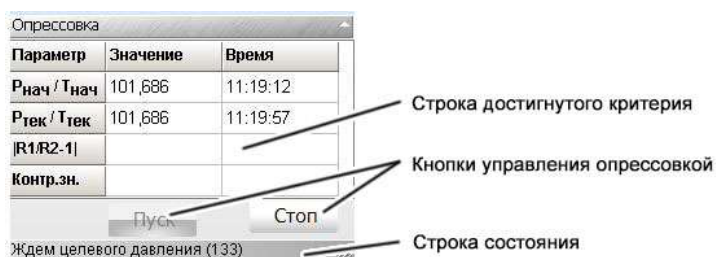 Опрессовка
Параметр Значение Время
Pнач / Tнач 101,686 11:19:12
Pтек / Tтек 101,686 11:19:57
|R1/R2-1|
Контр.зн.
Пуск Стоп
Ждем целевого давления (133)
Строка достигнутого критерия
Кнопки управления опрессовкой
Строка состояния